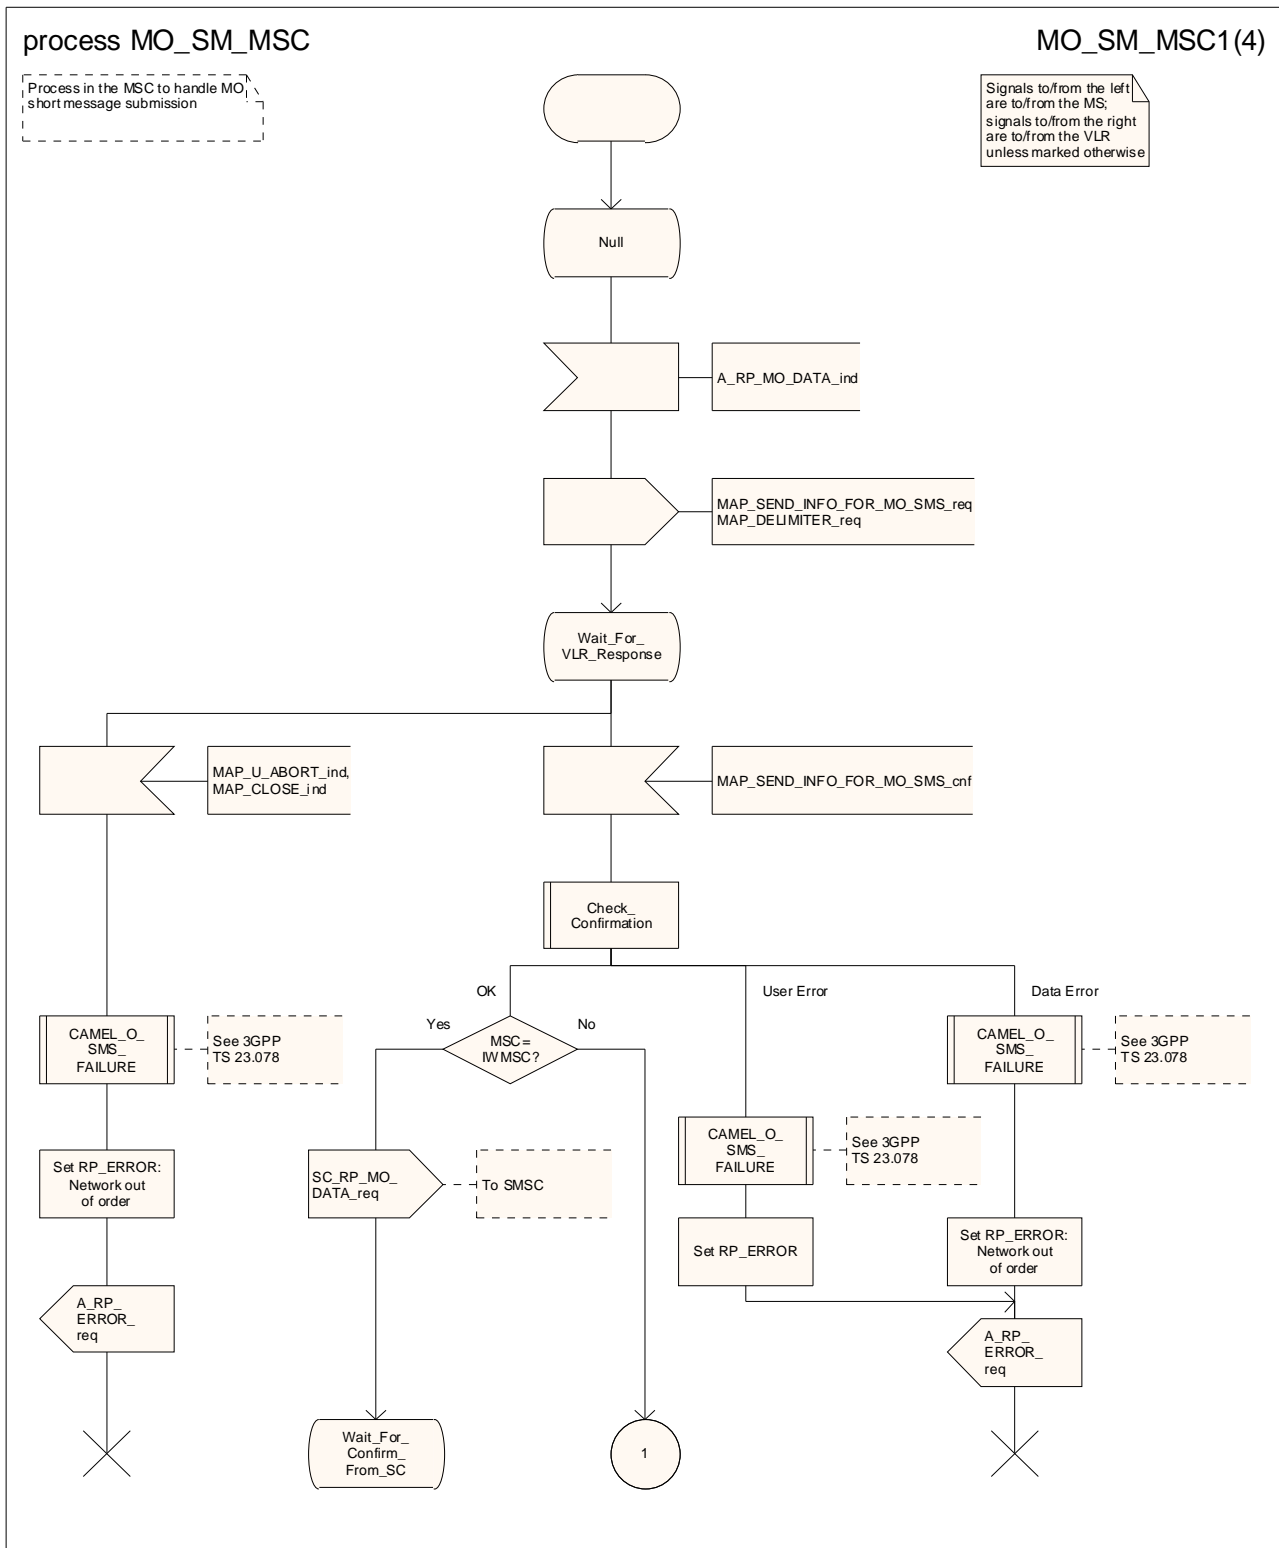 process MO_SM_MSC
MO_SM_MSC1(4)
Process in the MSC to handle MO
short message submission
Signals to/from the left
are to/from the MS;
signals to/from the right
are to/from the VLR
unless marked otherwise
Null
A_RP_MO_DATA_ind
MAP_SEND_INFO_FOR_MO_SMS_req
MAP_DELIMITER_req
Wait_For_
VLR_Response
MAP_U_ABORT_ind,
MAP_CLOSE_ind
MAP_SEND_INFO_FOR_MO_SMS_cnf
Check_
Confirmation
OK
User Error
Data Error
Yes
No
MSC=
IWMSC?
CAMEL_O_
SMS_
FAILURE
See 3GPP
TS 23.078
CAMEL_O_
SMS_
FAILURE
See 3GPP
TS 23.078
CAMEL_O_
SMS_
FAILURE
See 3GPP
TS 23.078
Set RP_ERROR:
Network out
of order
SC_RP_MO_
DATA_req
To SMSC
Set RP_ERROR
Set RP_ERROR:
Network out
of order
A_RP_
ERROR_
req
A_RP_
ERROR_
req
Wait_For_
Confirm_
From_SC
1